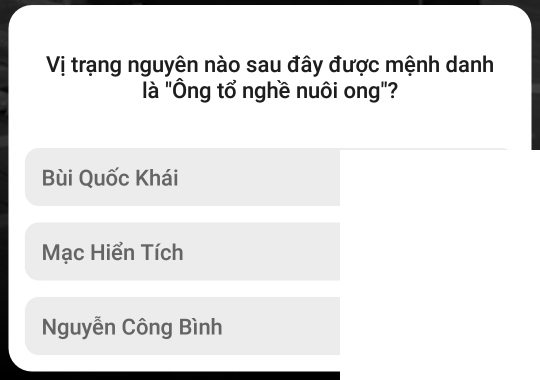 Vị trạng nguyên nào sau đây được mệnh danh
là "Ông tổ nghề nuôi ong"?
Bùi Quốc Khái
Mạc Hiển Tích
Nguyễn Công Bình